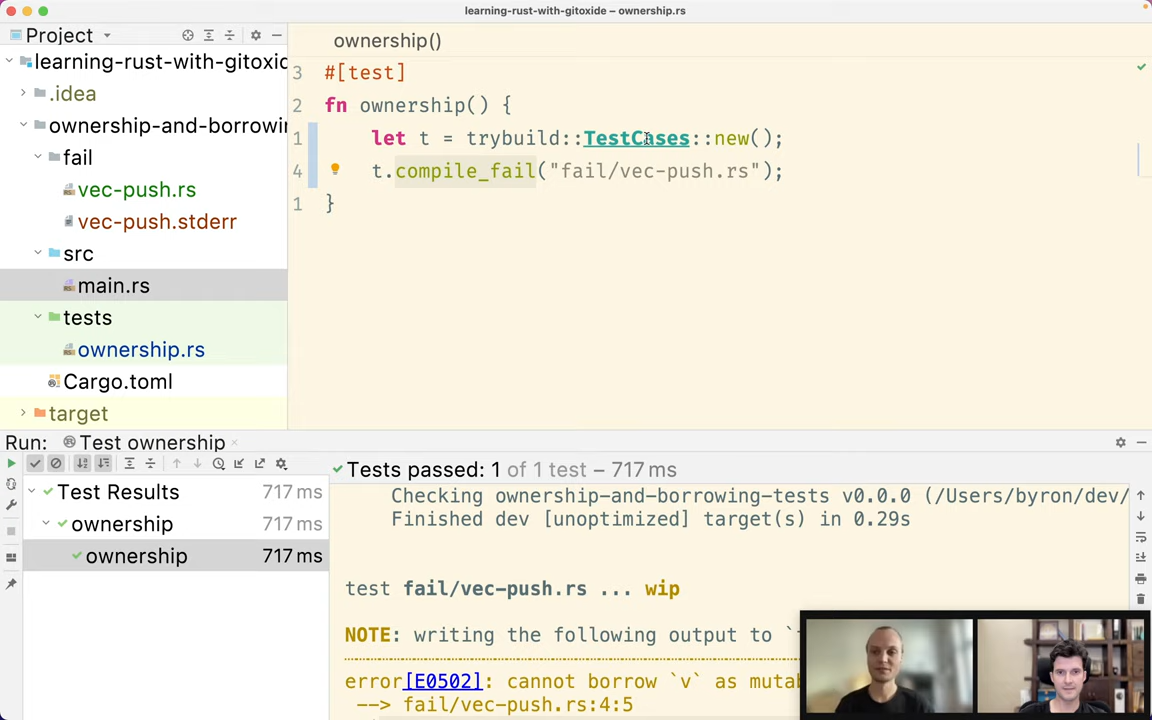 learning-rust-with-gitoxide – ownership.rs
Project
learning-rust-with-gitoxid
.idea
ownership-and-borrowin
fail
vec-push.rs
vec-push.stderr
src
main.rs
tests
ownership.rs
Cargo.toml
target
ownership()
3 #[test]
2 fn ownership() {
1 let t = trybuild::TestCases::new();
4 t.compile_fail("fail/vec-push.rs");
1 }
Run: Test ownership
Test Results 717 ms
ownership 717 ms
ownership 717 ms
Tests passed: 1 of 1 test – 717 ms
Checking ownership-and-borrowing-tests v0.0.0 (/Users/byron/dev/
Finished dev [unoptimized] target(s) in 0.29s
test fail/vec-push.rs ... wip
NOTE: writing the following output to `
error[E0502]: cannot borrow `v` as mutab
--> fail/vec-push.rs:4:5